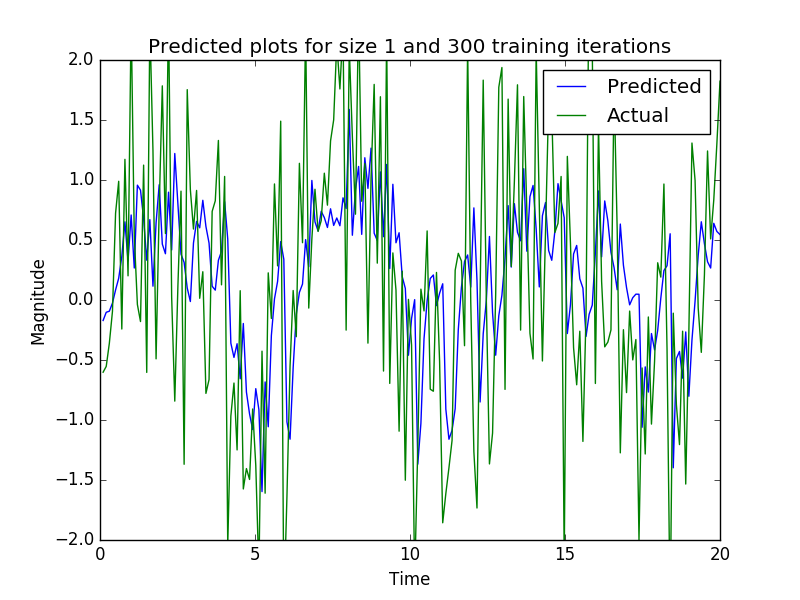 Predicted plots for size 1 and 300 training iterations
Predicted
Actual
2.0
1.5
1.0
0.5
0.0
−0.5
−1.0
−1.5
−2.0
Magnitude
0 5 10 15 20
Time